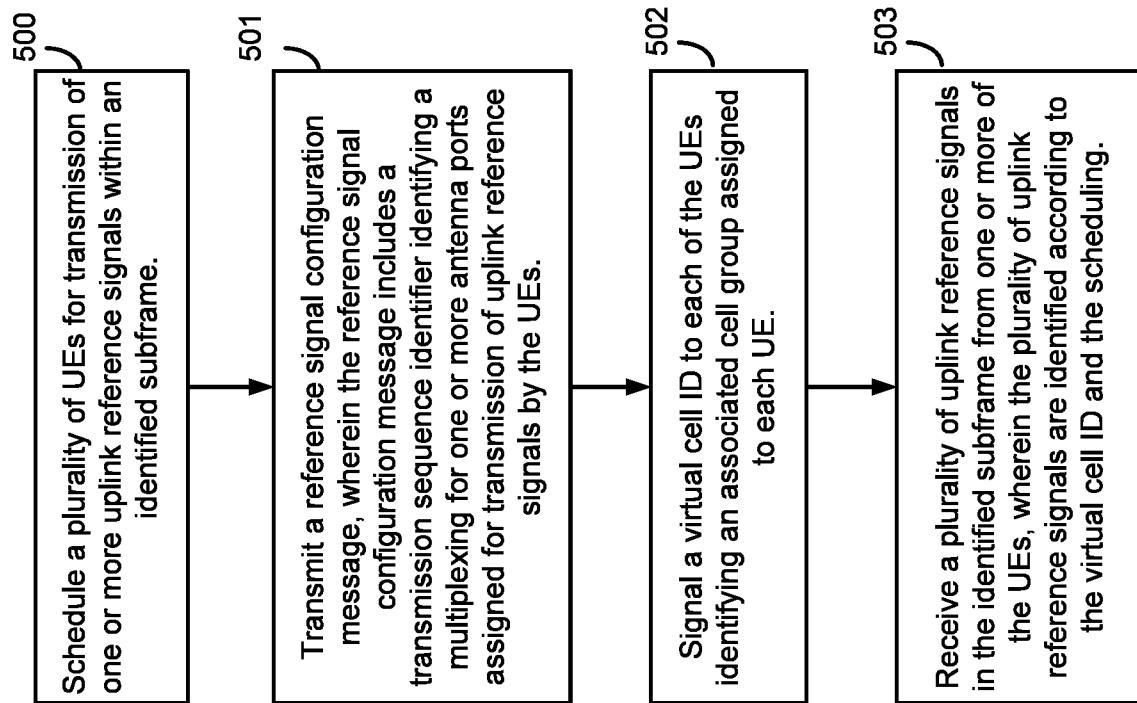 500
Schedule a plurality of UEs for transmission of
one or more uplink reference signals within an
identified subframe.
501
Transmit a reference signal configuration
message, wherein the reference signal
configuration message includes a
transmission sequence identifier identifying a
multiplexing for one or more antenna ports
assigned for transmission of uplink reference
signals by the UEs.
502
Signal a virtual cell ID to each of the UEs
identifying an associated cell group assigned
to each UE.
503
Receive a plurality of uplink reference signals
in the identified subframe from one or more of
the UEs, wherein the plurality of uplink
reference signals are identified according to
the virtual cell ID and the scheduling.